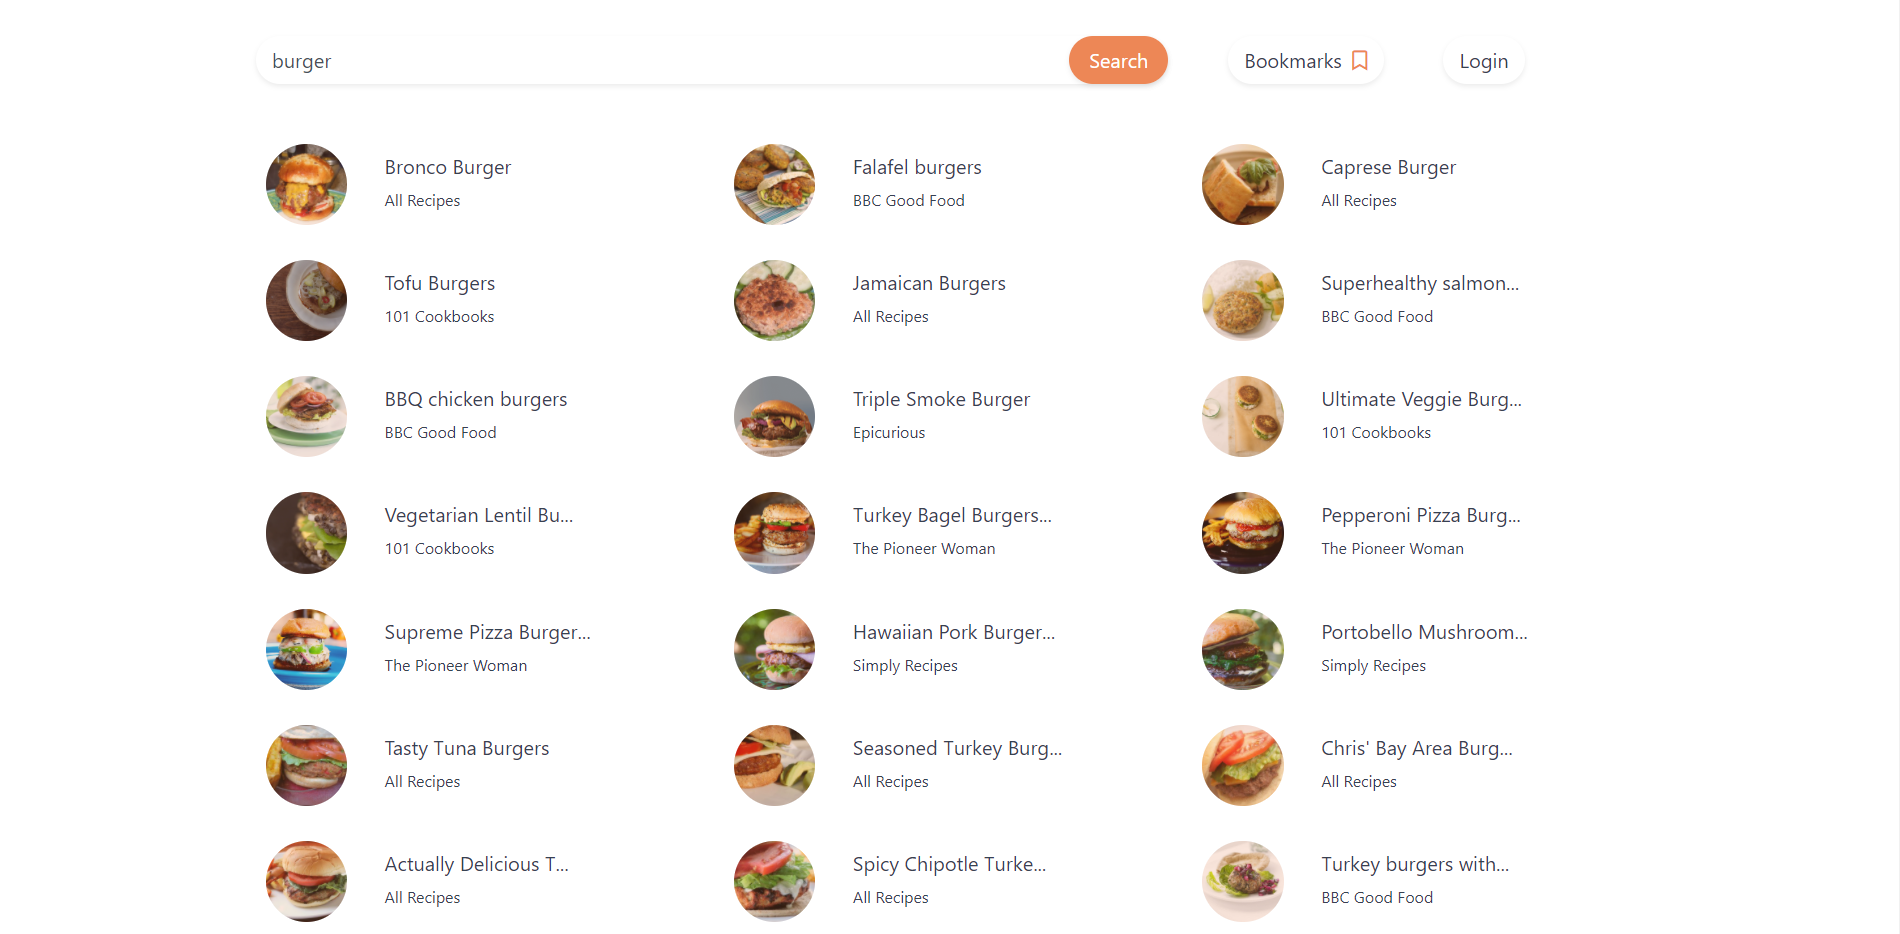 burger
Search
Bookmarks
Login
Bronco Burger
All Recipes
Falafel burgers
BBC Good Food
Caprese Burger
All Recipes
Tofu Burgers
101 Cookbooks
Jamaican Burgers
All Recipes
Superhealthy salmon...
BBC Good Food
BBQ chicken burgers
BBC Good Food
Triple Smoke Burger
Epicurious
Ultimate Veggie Burg...
101 Cookbooks
Vegetarian Lentil Bu...
101 Cookbooks
Turkey Bagel Burgers...
The Pioneer Woman
Pepperoni Pizza Burg...
The Pioneer Woman
Supreme Pizza Burger...
The Pioneer Woman
Hawaiian Pork Burger...
Simply Recipes
Portobello Mushroom...
Simply Recipes
Tasty Tuna Burgers
All Recipes
Seasoned Turkey Burg...
All Recipes
Chris' Bay Area Burg...
All Recipes
Actually Delicious T...
All Recipes
Spicy Chipotle Turke...
All Recipes
Turkey burgers with...
BBC Good Food